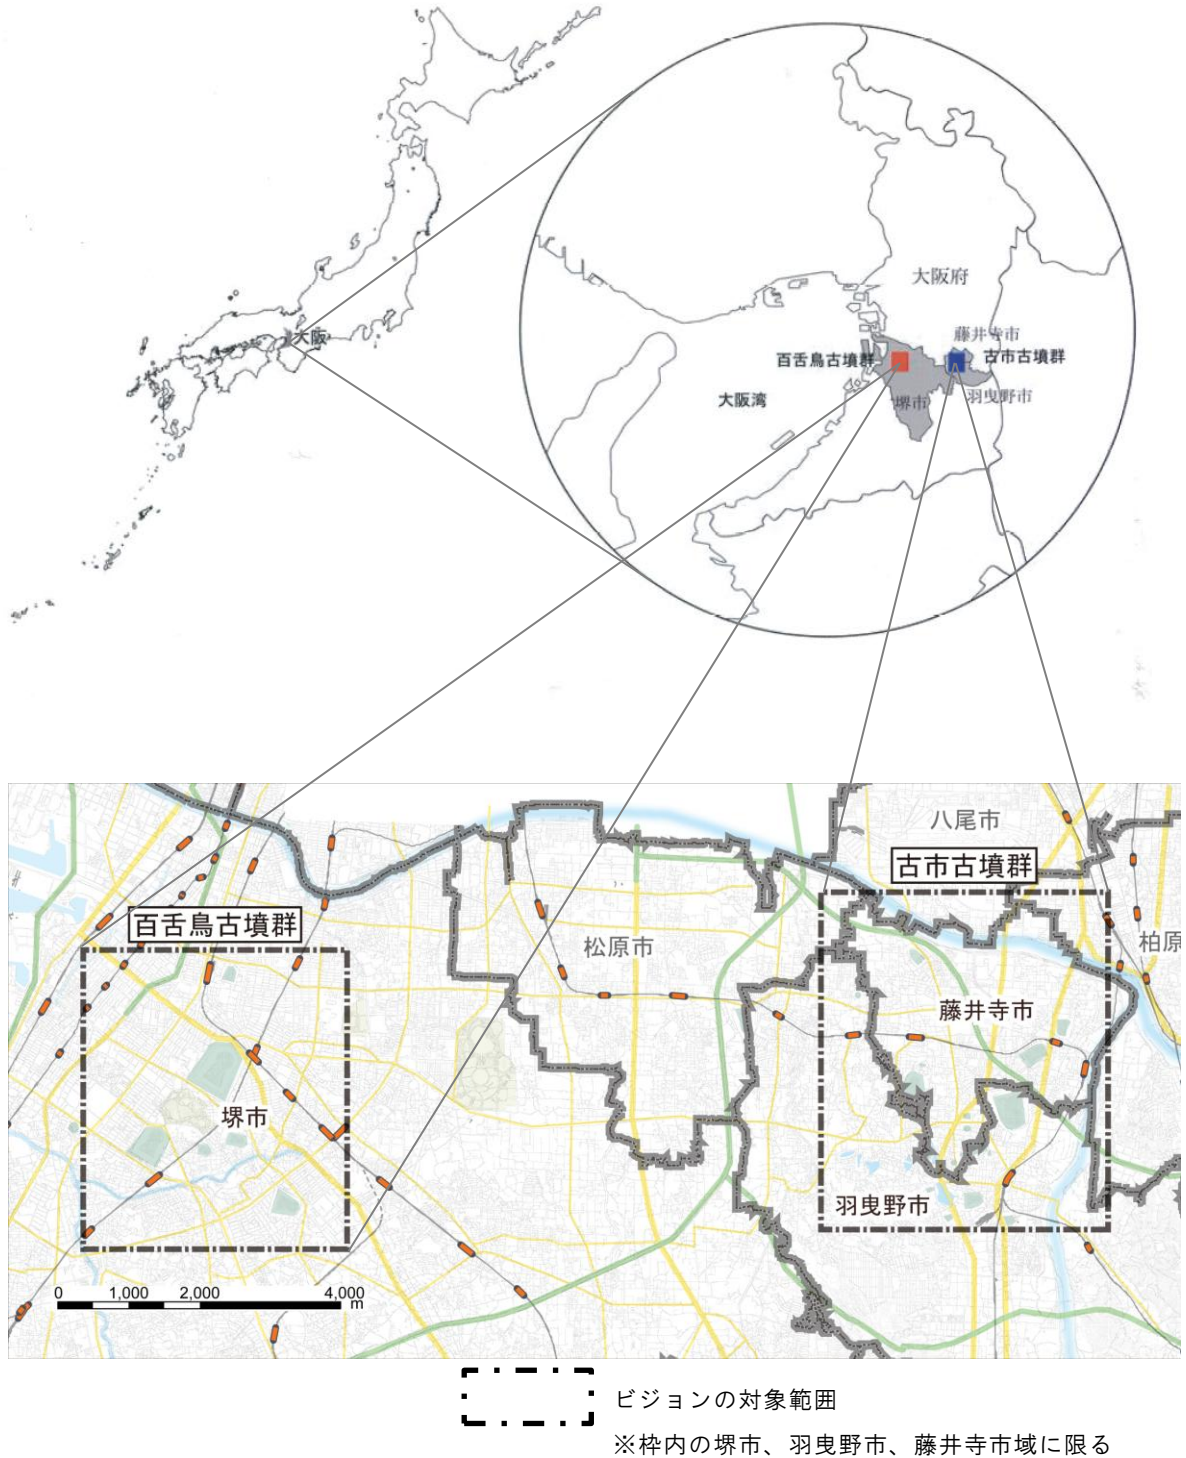 大阪
大阪府
藤井寺市
百舌鳥古墳群
古市古墳群
大阪湾
堺市
羽曳野市
八尾市
古市古墳群
百舌鳥古墳群
松原市
柏原
藤井寺市
堺市
羽曳野市
0 1,000 2,000 4,000
m
ビジョンの対象範囲
※枠内の堺市、羽曳野市、藤井寺市域に限る